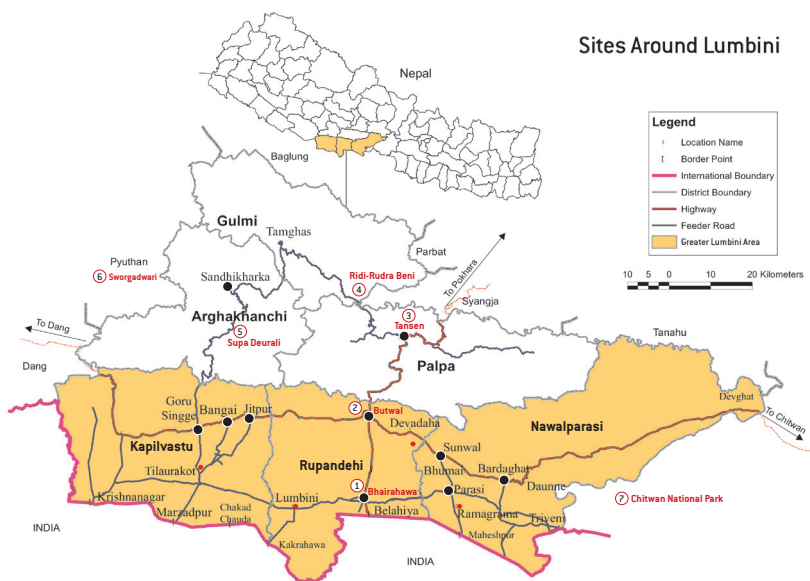 Sites Around Lumbini
Nepal
Legend
Location Name
Border Point
International Boundary
District Boundary
Highway
Feeder Road
Greater Lumbini Area
10 5 0 10 20 Kilometers
Baglung
Gulmi
Tamghas
Parbat
Pyuthan
6 Sworgadwari
Sandhikharka
Ridi-Rudra Beni
4
To Pokhara
Syangja
Arghakhanchi
5
Supa Deurali
3
Tansen
To Dang
Dang
Palpa
Tanahu
Goru
Singge
Bangai
Jitpur
2 Butwal
Devadaha
Nawalparasi
Devghat
To Chitwan
Kapilvastu
Tilaurakot
Rupandehi
Sunwal
Bhumai
Bardaghat
Daunne
1 Bhairahawa
Parasi
7 Chitwan National Park
Krishnanagar
Marzadpur
Chakad
Chauda
Lumbini
Belahiya
Ramagrama
Triveni
Maheshpur
Kakrahawa
INDIA
INDIA